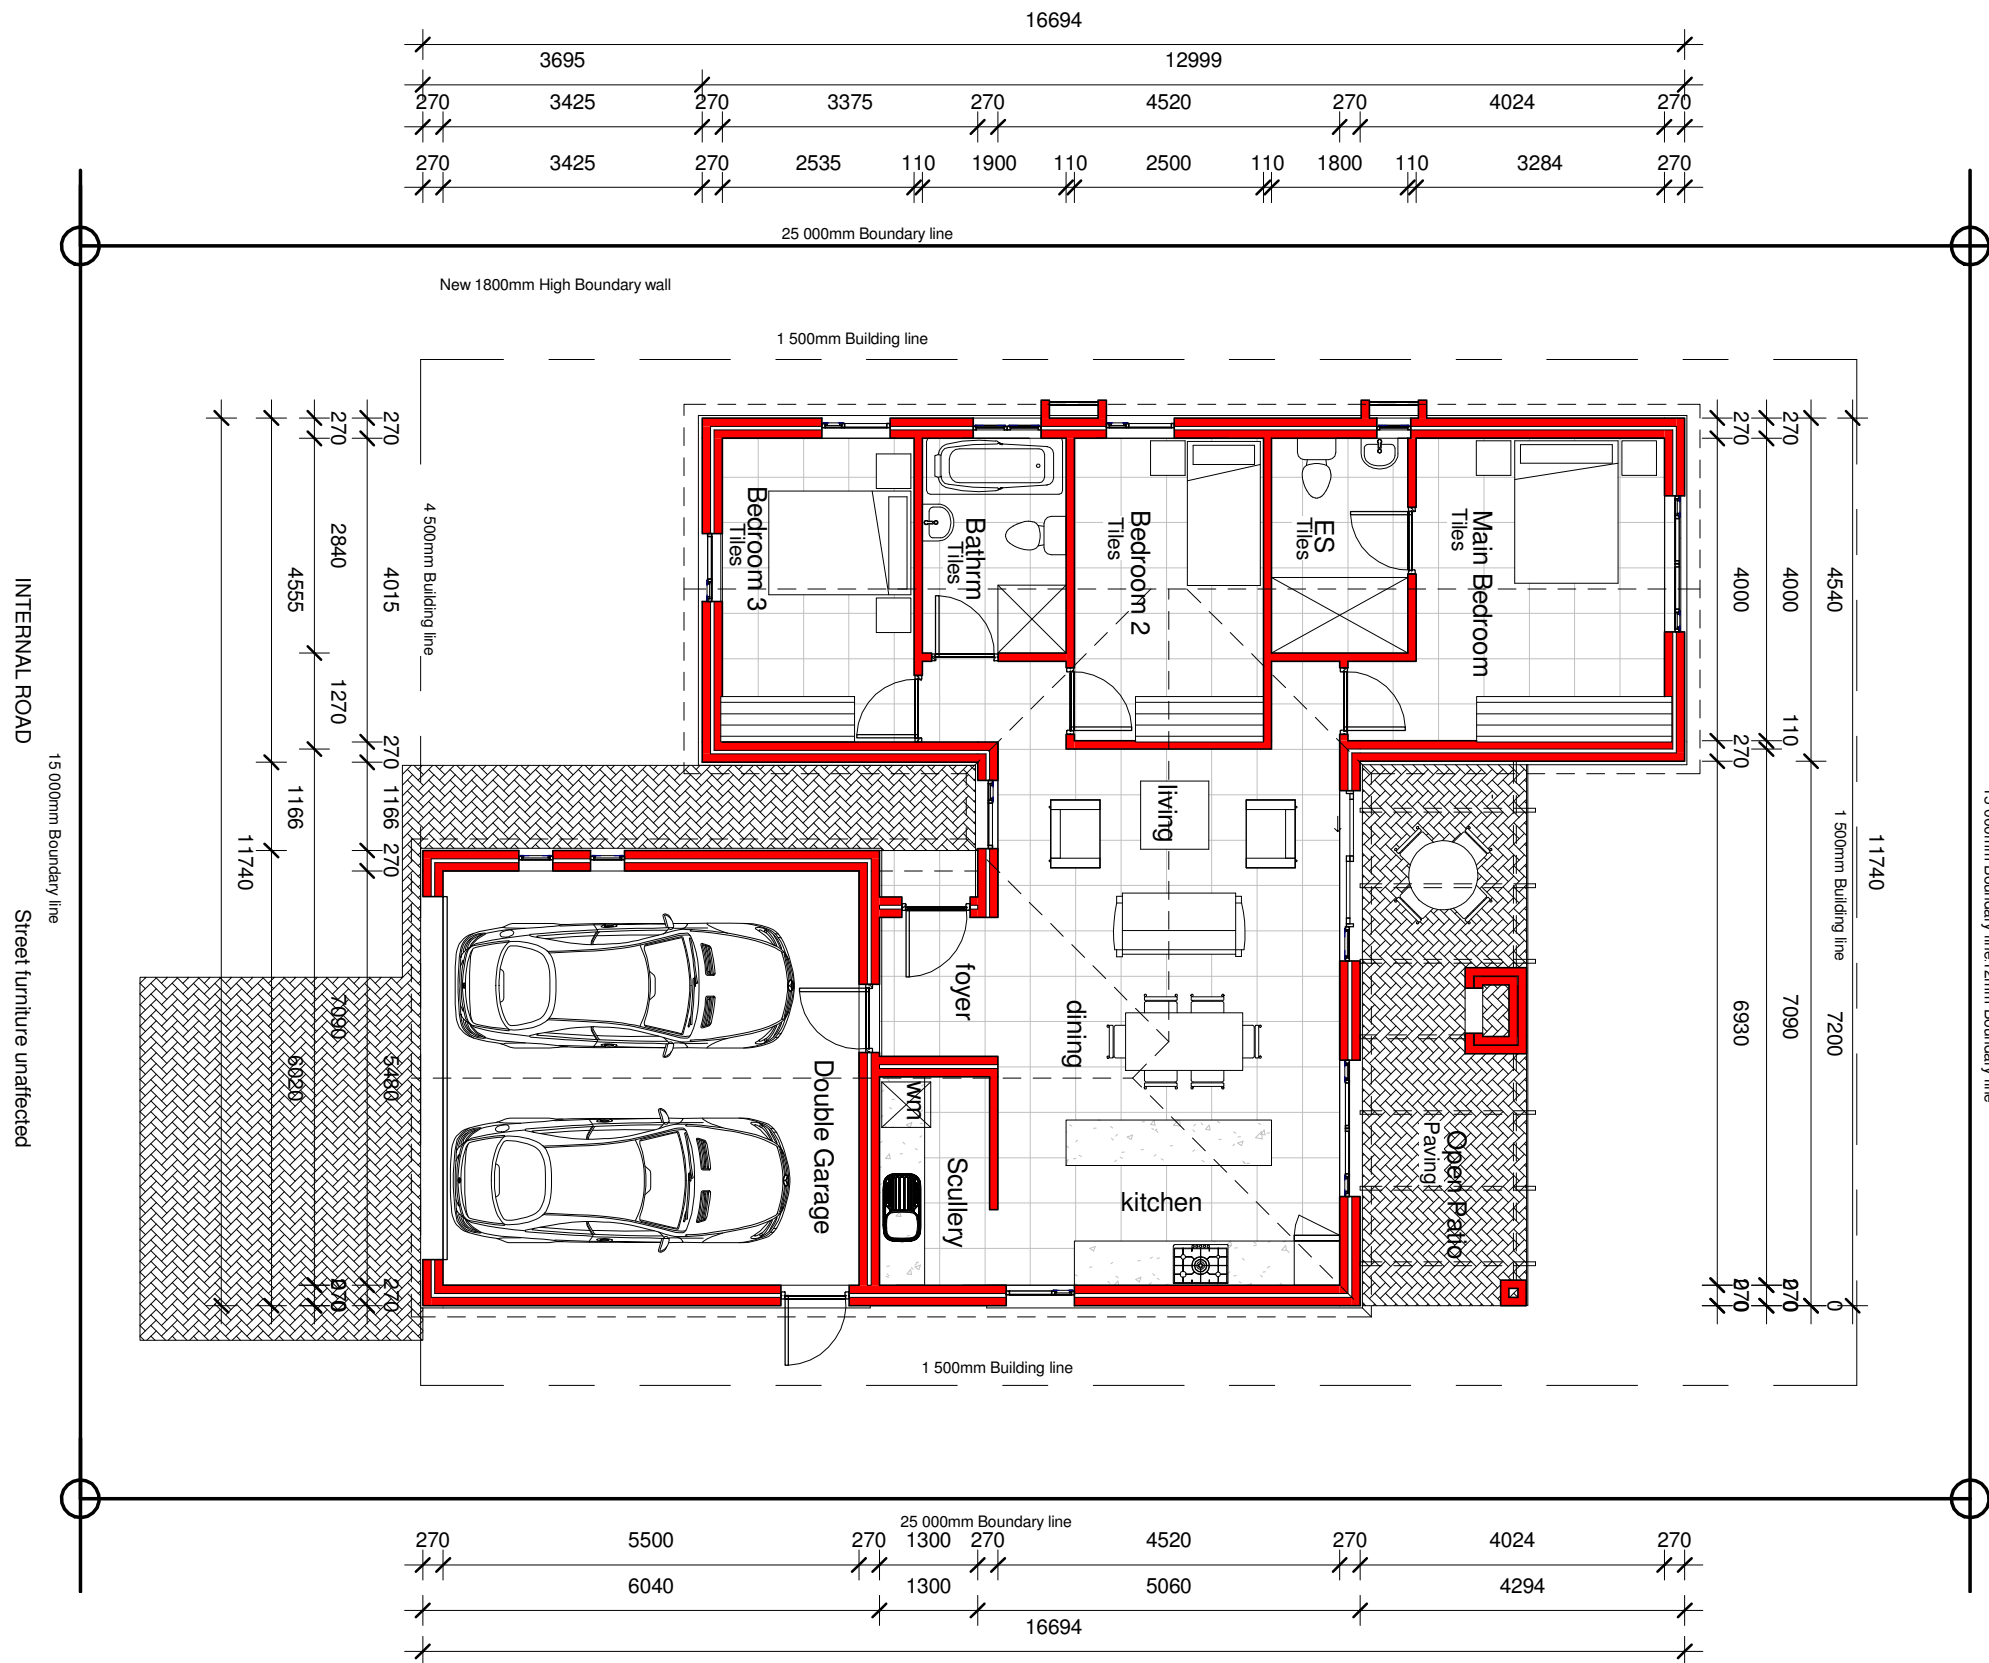 16694
3695 12999
270 3425 270 3375 270 4520 270 4024 270
270 3425 270 2535 110 1900 110 2500 110 1800 110 3284 270
25 000mm Boundary line
New 1800mm High Boundary wall
1 500mm Building line
4 500mm Building line
INTERNAL ROAD
Street furniture unaffected
15 000mm Boundary line
11740
4555
1166
6020
270
2840
1270
7090
270
270
4015
270
1166
270
5480
270
Bedroom 3
Tiles
Bathrm
Tiles
Bedroom 2
Tiles
ES
Tiles
Main Bedroom
Tiles
living
foyer
dining
Double Garage
wm
Scullery
kitchen
Open Patio
Paving
270
4000
270
6930
270
270
4000
110
7090
270
4540
7200
0
11740
1 500mm Building line
1 500mm Building line
25 000mm Boundary line
270 5500 270 1300 270 4520 270 4024 270
6040 1300 5060 4294
16694